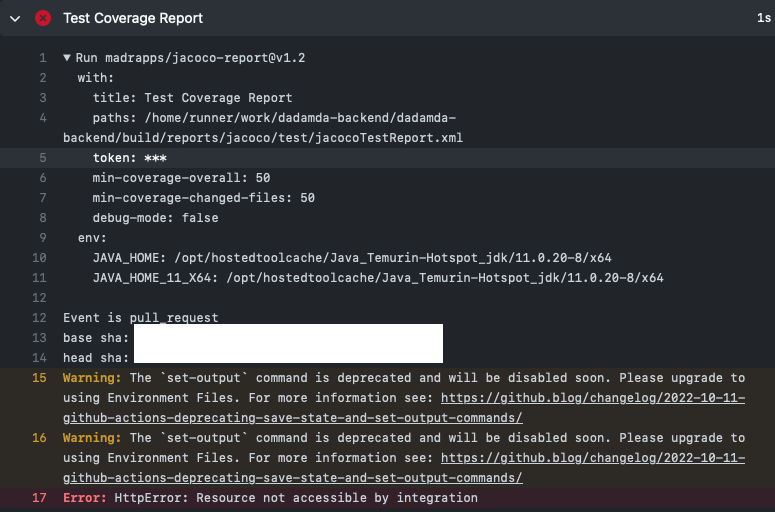 Test Coverage Report
1s
1 ▼ Run madrapps/jacoco-report@v1.2
2 with:
3 title: Test Coverage Report
4 paths: /home/runner/work/dadamda-backend/dadamda-
backend/build/reports/jacoco/test/jacocoTestReport.xml
5 token: ***
6 min-coverage-overall: 50
7 min-coverage-changed-files: 50
8 debug-mode: false
9 env:
10 JAVA_HOME: /opt/hostedtoolcache/Java_Temurin-Hotspot_jdk/11.0.20-8/x64
11 JAVA_HOME_11_X64: /opt/hostedtoolcache/Java_Temurin-Hotspot_jdk/11.0.20-8/x64
12
12 Event is pull_request
13 base sha:
14 head sha:
15 Warning: The `set-output` command is deprecated and will be disabled soon. Please upgrade to
using Environment Files. For more information see: https://github.blog/changelog/2022-10-11-
github-actions-deprecating-save-state-and-set-output-commands/
16 Warning: The `set-output` command is deprecated and will be disabled soon. Please upgrade to
using Environment Files. For more information see: https://github.blog/changelog/2022-10-11-
github-actions-deprecating-save-state-and-set-output-commands/
17 Error: HttpError: Resource not accessible by integration